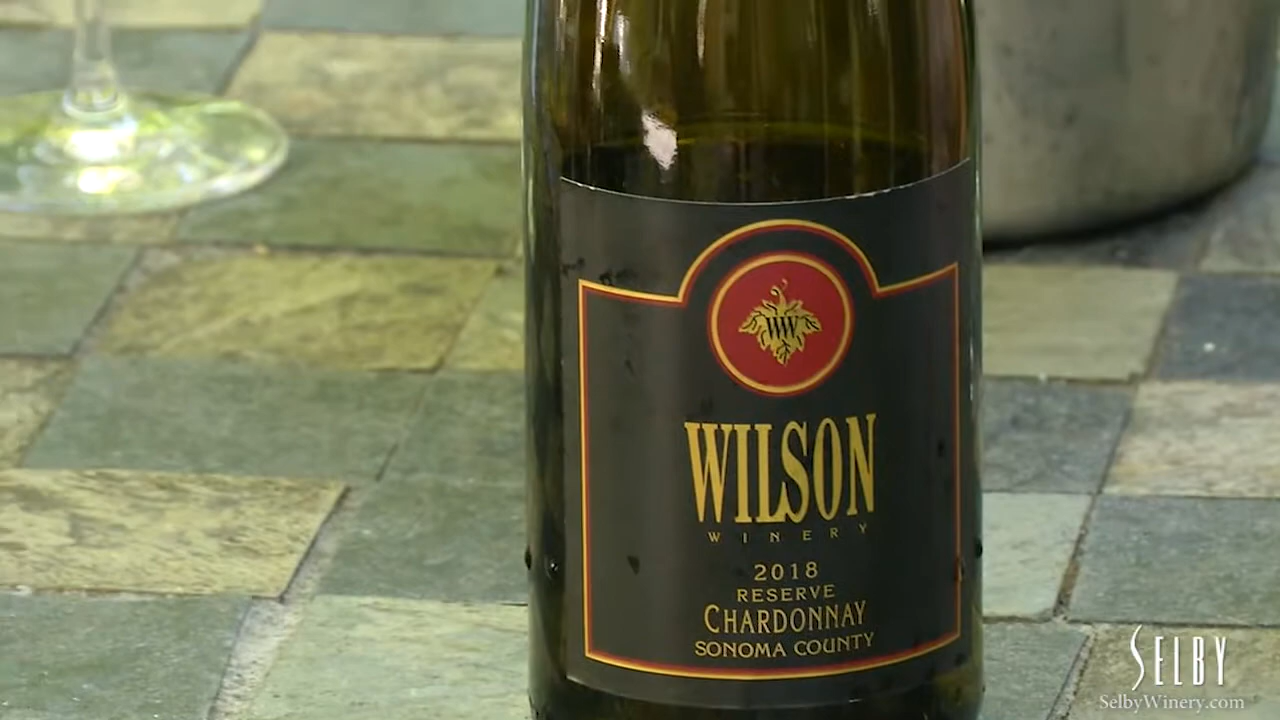 WW
WILSON
WINERY
2018
RESERVE
CHARDONNAY
SONOMA COUNTY
SELBY
SelbyWinery.com